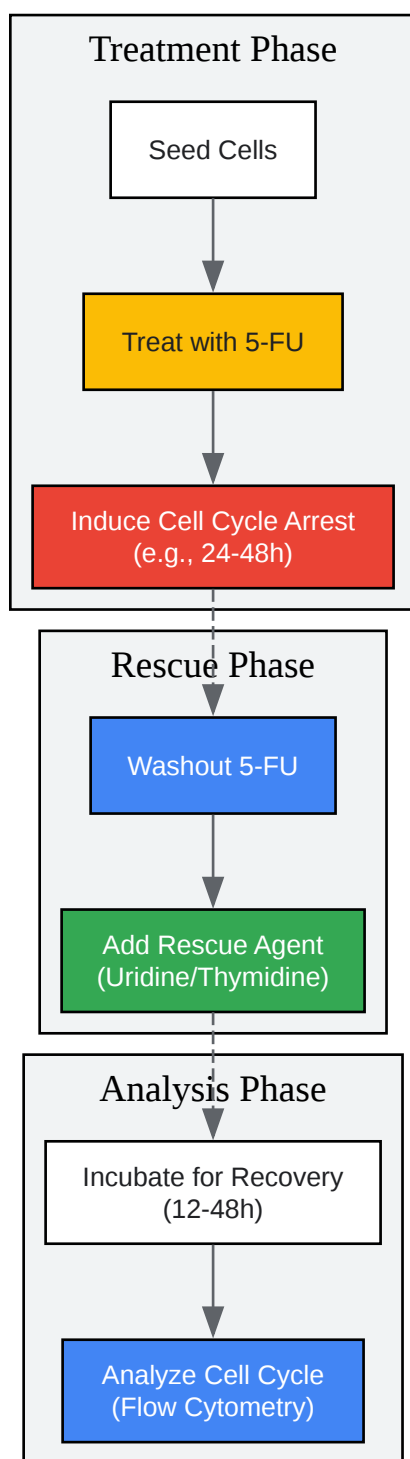 Treatment Phase
Seed Cells
Treat with 5-FU
Induce Cell Cycle Arrest
(e.g., 24-48h)
Rescue Phase
Washout 5-FU
Add Rescue Agent
(Uridine/Thymidine)
Analysis Phase
Incubate for Recovery
(12-48h)
Analyze Cell Cycle
(Flow Cytometry)